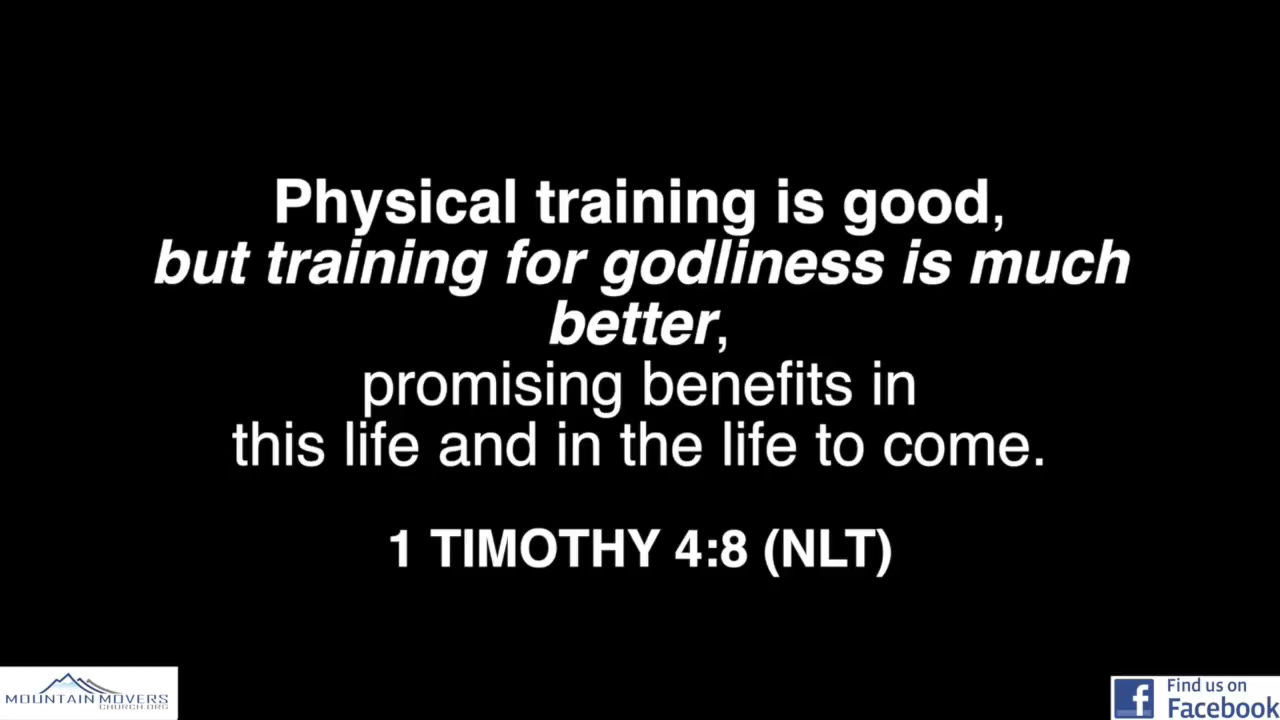 Physical training is good,
but training for godliness is much
better,
promising benefits in
this life and in the life to come.
1 TIMOTHY 4:8 (NLT)
MOUNTAIN MOVERS
CHURCH.ORG
f
Find us on
Facebook